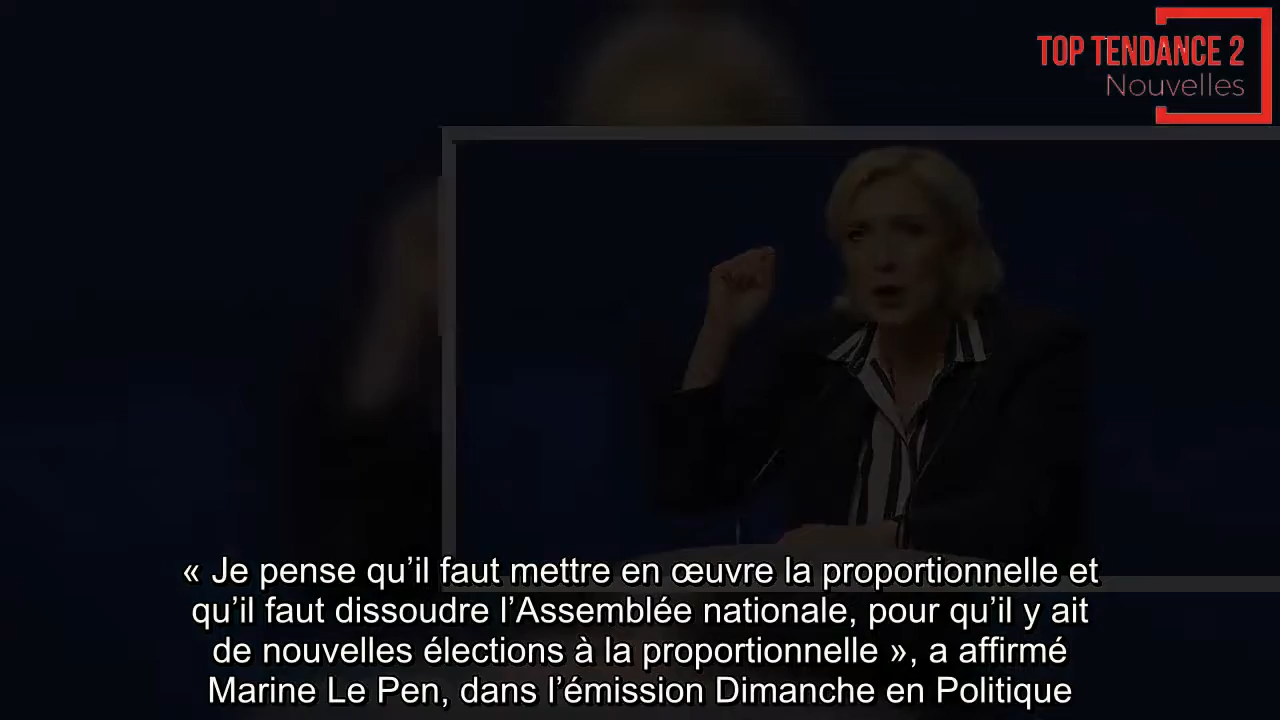 TOP TENDANCE 2
Nouvelles
« Je pense qu’il faut mettre en œuvre la proportionnelle et
qu’il faut dissoudre l’Assemblée nationale, pour qu’il y ait
de nouvelles élections à la proportionnelle », a affirmé
Marine Le Pen, dans l’émission Dimanche en Politique